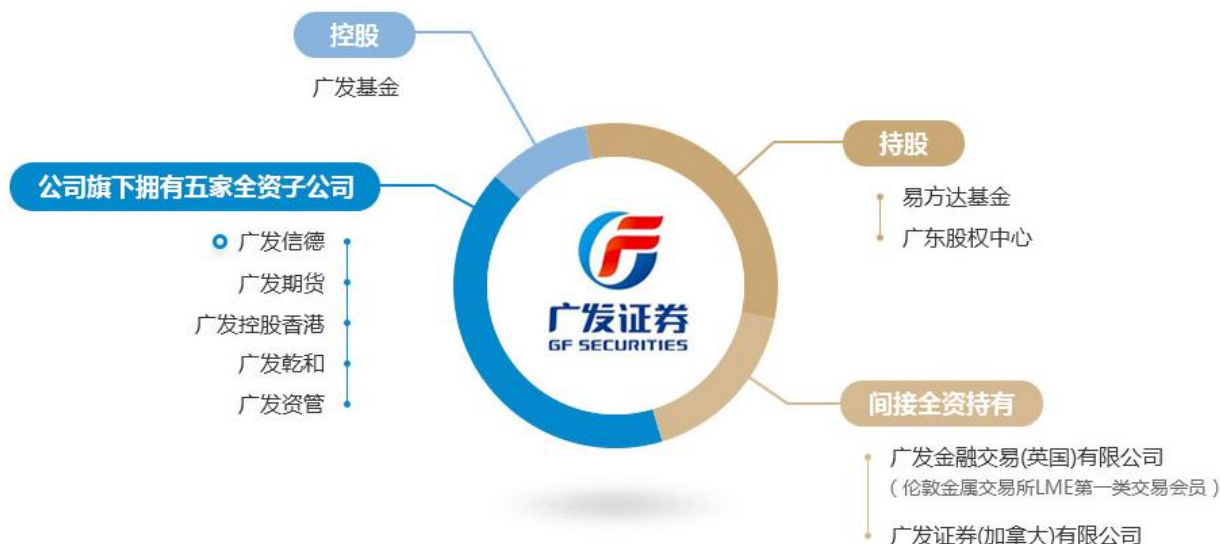 控股
广发基金
公司旗下拥有五家全资子公司
广发信德
广发期货
广发控股香港
广发乾和
广发资管
广发证券
GF SECURITIES
持股
易方达基金
广东股权中心
间接全资持有
广发金融交易(英国)有限公司
(伦敦金属交易所LME第一类交易会员)
广发证券(加拿大)有限公司